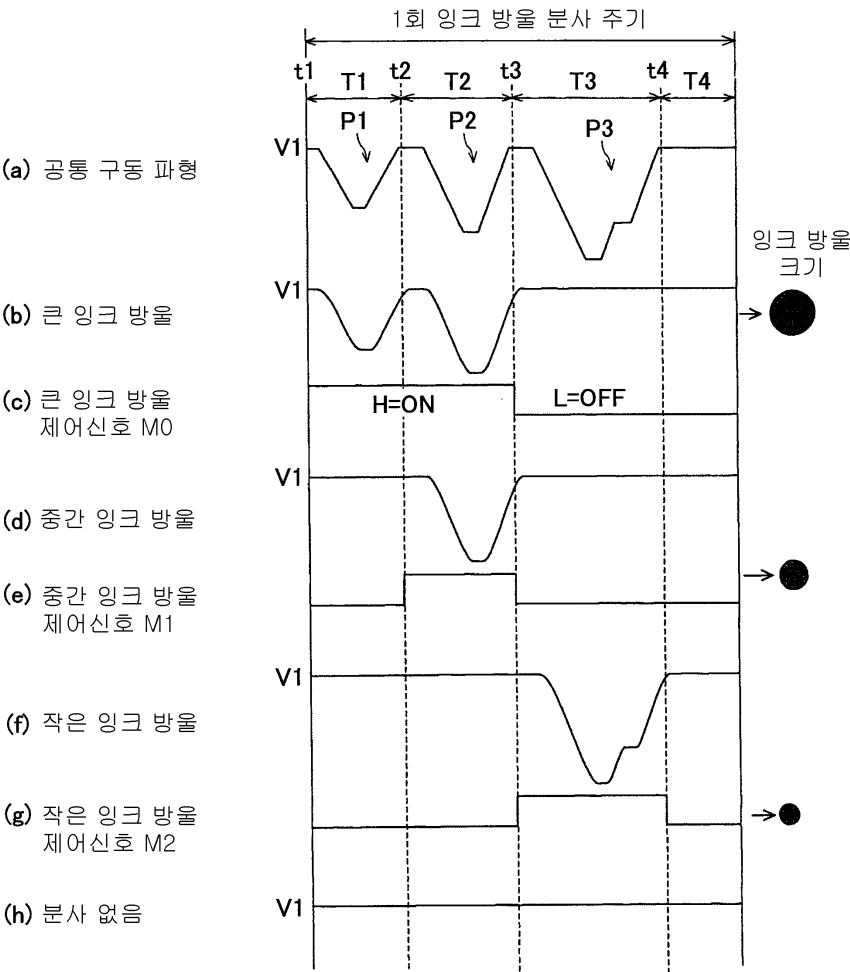 1회 잉크 방울 분사 주기
t1 T1 t2 T2 t3 T3 t4 T4
P1 P2 P3
(a) 공통 구동 파형 V1
잉크 방울
크기
(b) 큰 잉크 방울 V1
(c) 큰 잉크 방울
제어신호 M0
H=ON L=OFF
(d) 중간 잉크 방울 V1
(e) 중간 잉크 방울
제어신호 M1
(f) 작은 잉크 방울 V1
(g) 작은 잉크 방울
제어신호 M2
(h) 분사 없음 V1